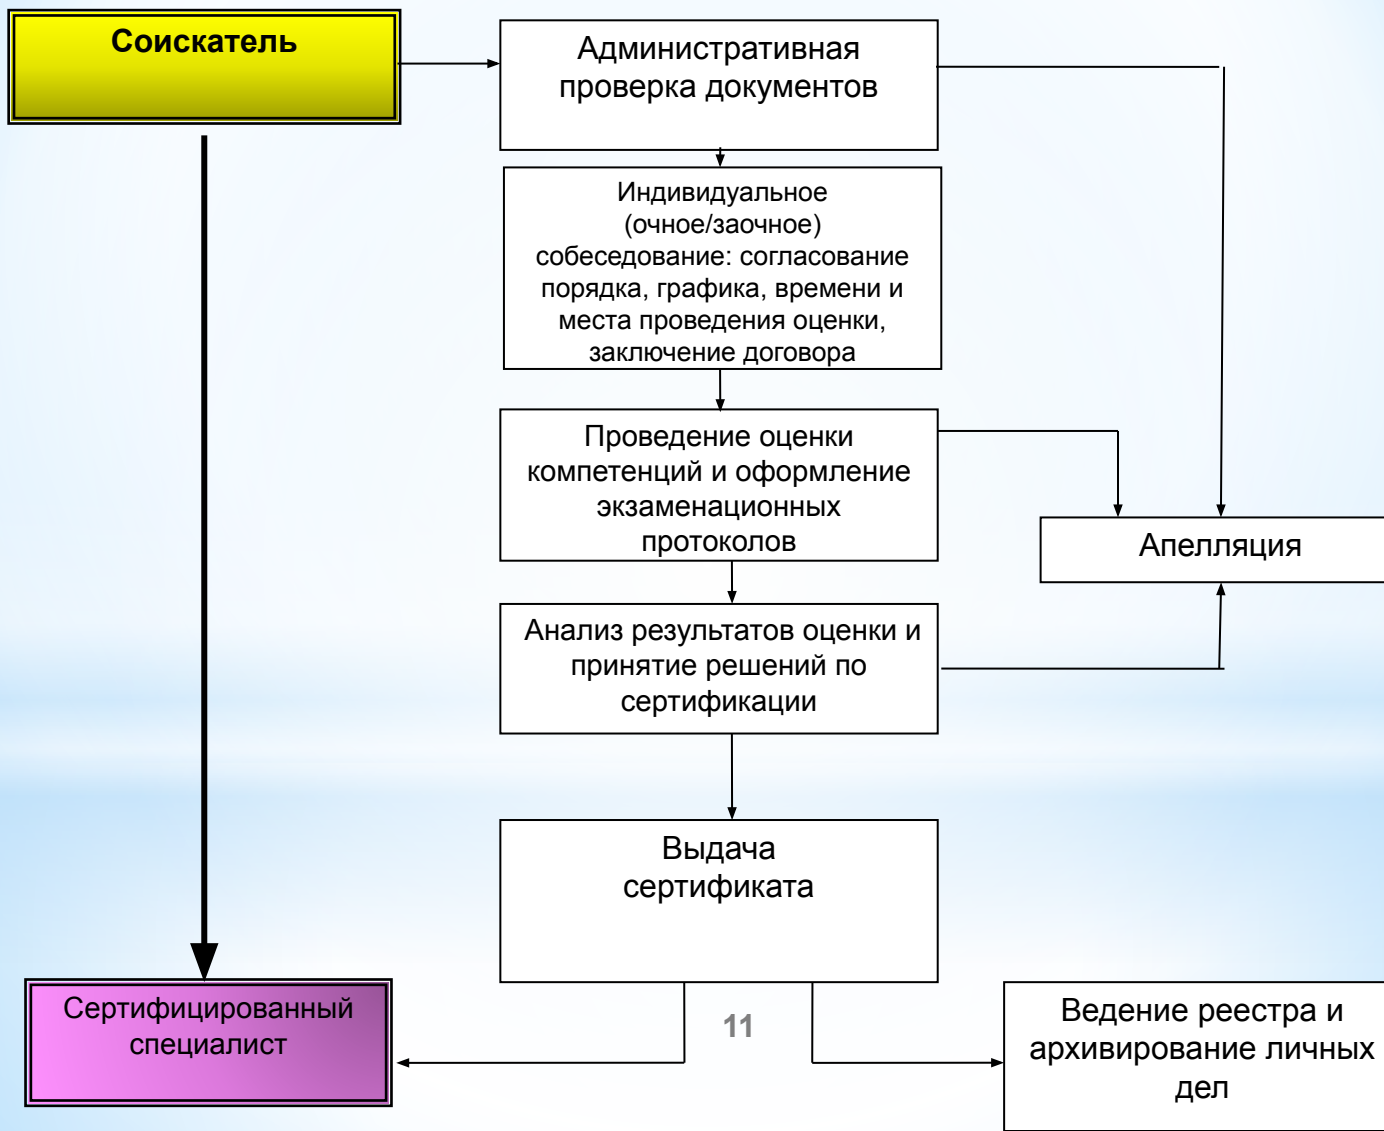 Соискатель
Административная
проверка документов
Индивидуальное
(очное/заочное)
собеседование: согласование
порядка, графика, времени и
места проведения оценки,
заключение договора
Проведение оценки
компетенций и оформление
экзаменационных
протоколов
Апелляция
Анализ результатов оценки и
принятие решений по
сертификации
Выдача
сертификата
Сертифицированный
специалист
11
Ведение реестра и
архивирование личных
дел